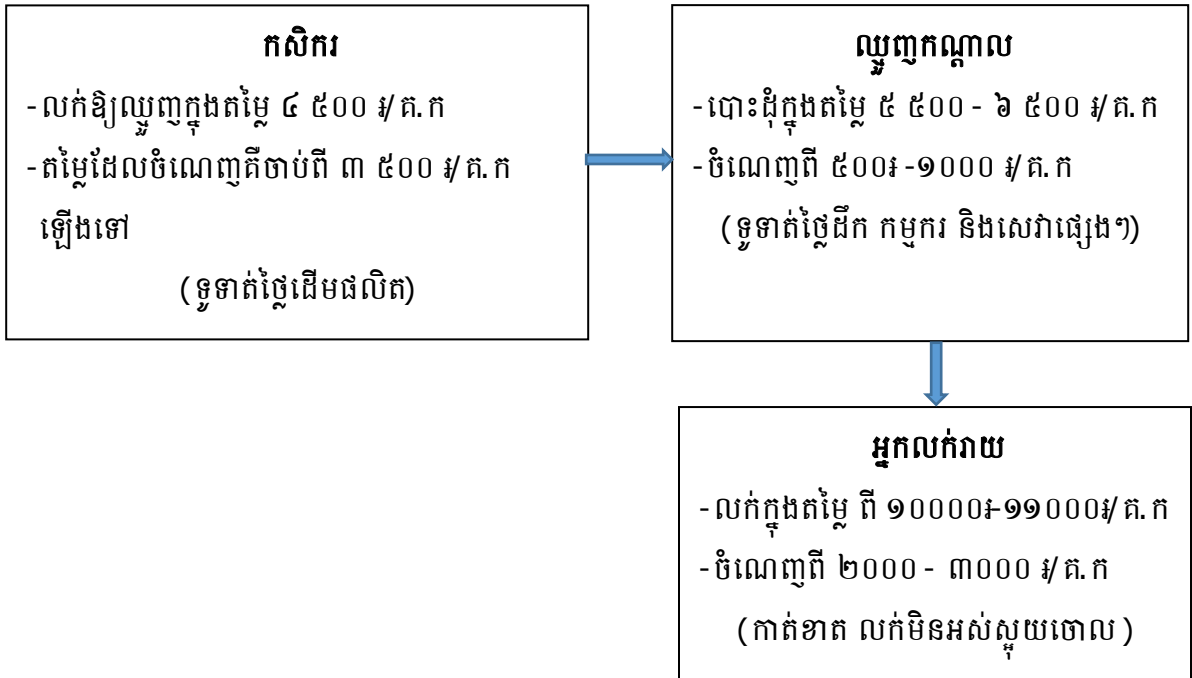 កសិករ
-លក់ឱ្យឈ្មួញក្នុងតម្លៃ ៤ ៥០០ ៛/គ.ក
-តម្លៃដែលចំណេញគឺចាប់ពី ៣ ៥០០ ៛/គ.ក
ឡើងទៅ
(ទូទាត់ថ្លៃដើមផលិត)
ឈ្មួញកណ្តាល
-បោះដុំក្នុងតម្លៃ ៥ ៥០០ - ៦ ៥០០ ៛/គ.ក
-ចំណេញពី ៥០០៛ -១០០០ ៛/គ.ក
(ទូទាត់ថ្លៃដឹក កម្មករ និងសេវាផ្សេងៗ)
អ្នកលក់រាយ
-លក់ក្នុងតម្លៃ ពី ១០០០០៛-១១០០០៛/គ.ក
-ចំណេញពី ២០០០ - ៣០០០ ៛/គ.ក
(កាត់ខាត លក់មិនអស់ស្អុយចោល )